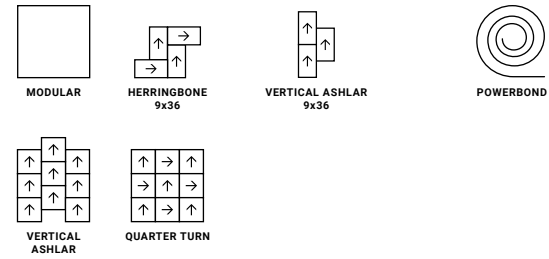 MODULAR
HERRINGBONE
9x36
VERTICAL ASHLAR
9x36
POWERBOND
VERTICAL
ASHLAR
QUARTER TURN